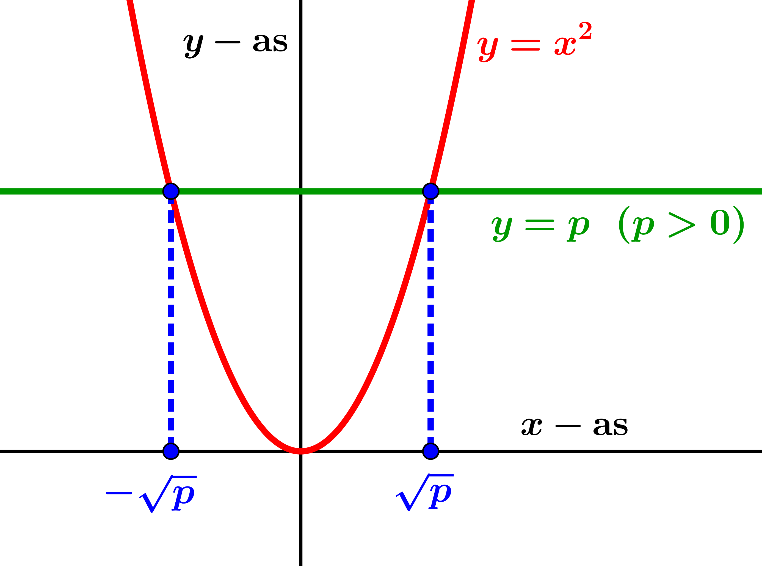 y − as
y = x²
y = p (p > 0)
x − as
−√p
√p